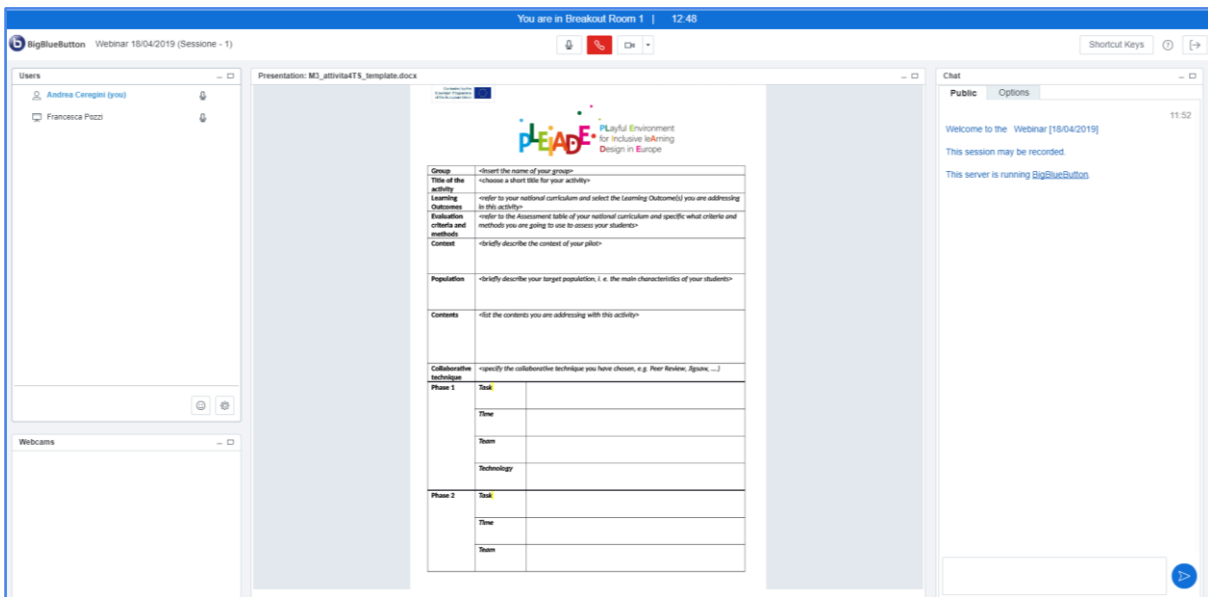 You are in Breakout Room 1 | 12:48
BigBlueButton Webinar 18/04/2019 (Sessione - 1)
Shortcut Keys
Users
Andrea Ceregini (you)
Francesca Pozzi
Webcams
Presentation: M3_attivita4TS_template.docx
PLEIADE
PLayful Environment
for Inclusive leArning
Design in Europe
Group <Insert the name of your group>
Title of the <choose a short title for your activity>
activity
Learning <refer to your national curriculum and select the Learning Outcome(s) you are addressing
Outcomes in this activity>
Evaluation <refer to the Assessment table of your national curriculum and specific what criteria and
criteria and methods you are going to use to assess your students>
methods
Context <briefly describe the context of your pilot>
Population <briefly describe your target population, i. e. the main characteristics of your students>
Contents <list the contents you are addressing with this activity>
Collaborative <specify the collaborative technique you have chosen, e.g. Peer Review, Jigsaw, ...)
technique
Phase 1 Task
Time
Team
Technology
Phase 2 Task
Time
Team
Chat
Public Options
11:52
Welcome to the Webinar [18/04/2019]
This session may be recorded.
This server is running BigBlueButton.